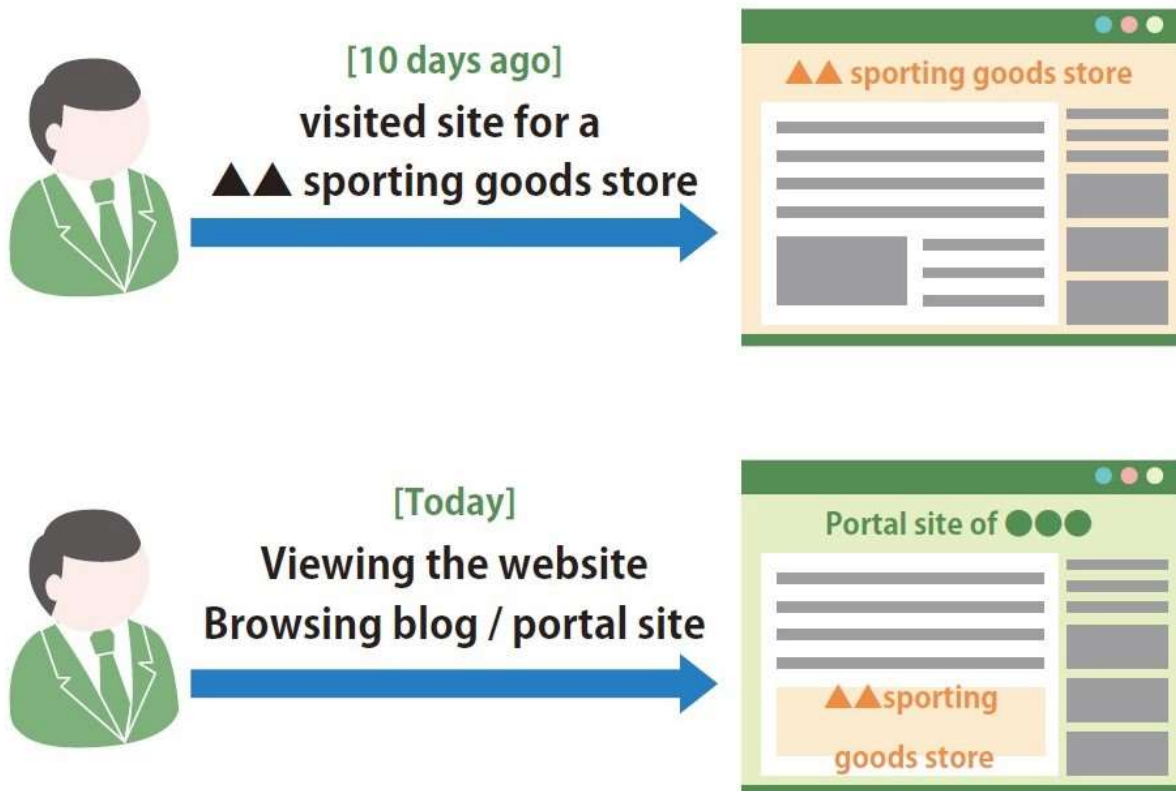 [10 days ago]
visited site for a
▲▲ sporting goods store
▲▲ sporting goods store
[Today]
Viewing the website
Browsing blog / portal site
Portal site of ●●●
▲▲sporting
goods store